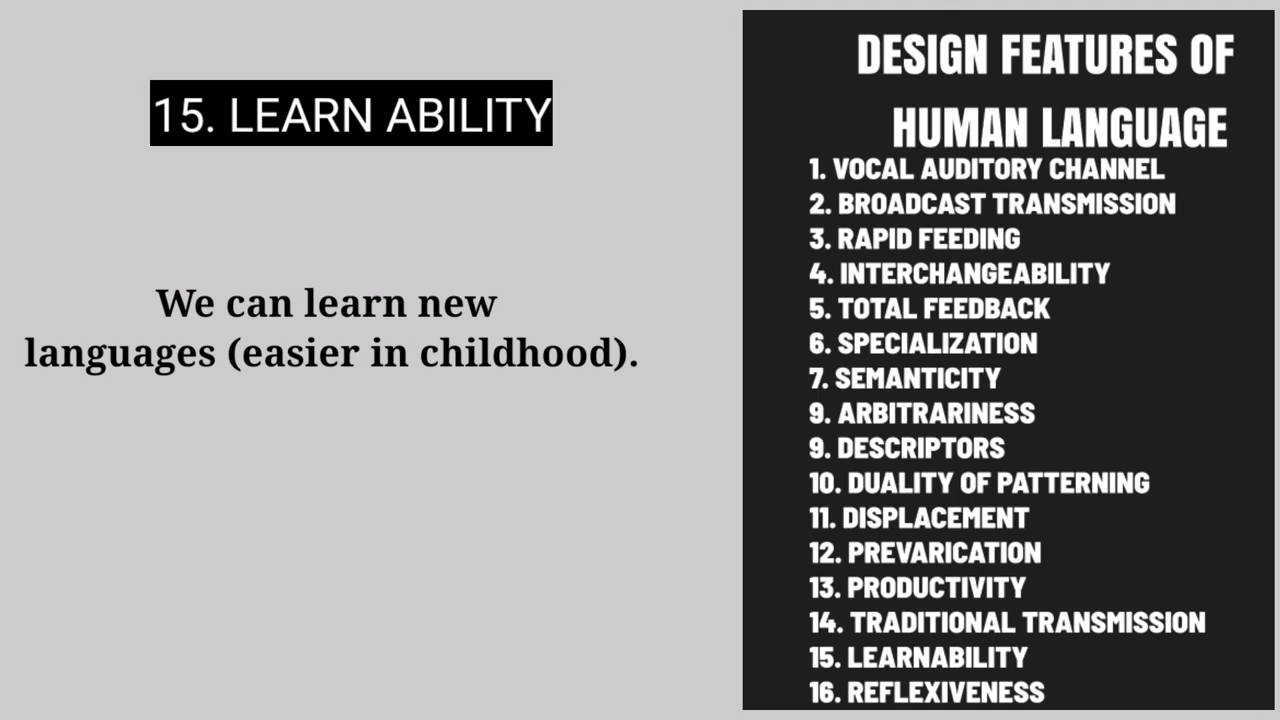 15. LEARN ABILITY
We can learn new
languages (easier in childhood).
DESIGN FEATURES OF
HUMAN LANGUAGE
1. VOCAL AUDITORY CHANNEL
2. BROADCAST TRANSMISSION
3. RAPID FEEDING
4. INTERCHANGEABILITY
5. TOTAL FEEDBACK
6. SPECIALIZATION
7. SEMANTICITY
9. ARBITRARINESS
9. DESCRIPTORS
10. DUALITY OF PATTERNING
11. DISPLACEMENT
12. PREVARICATION
13. PRODUCTIVITY
14. TRADITIONAL TRANSMISSION
15. LEARNABILITY
16. REFLEXIVENESS